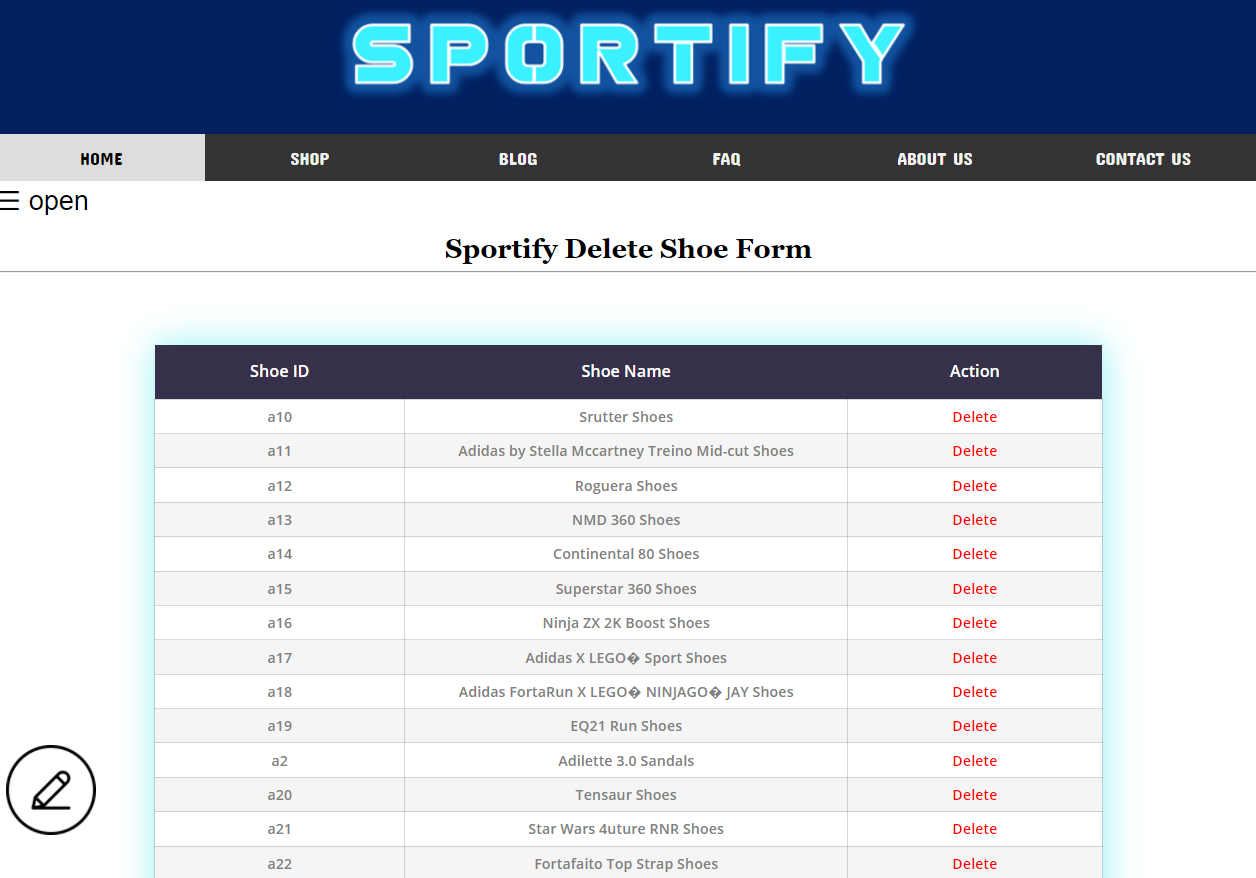 SPORTIFY
HOME SHOP BLOG FAQ ABOUT US CONTACT US
☰ open
Sportify Delete Shoe Form
Shoe ID Shoe Name Action
a10 Srutter Shoes Delete
a11 Adidas by Stella Mccartney Treino Mid-cut Shoes Delete
a12 Roguera Shoes Delete
a13 NMD 360 Shoes Delete
a14 Continental 80 Shoes Delete
a15 Superstar 360 Shoes Delete
a16 Ninja ZX 2K Boost Shoes Delete
a17 Adidas X LEGO� Sport Shoes Delete
a18 Adidas FortaRun X LEGO� NINJAGO� JAY Shoes Delete
a19 EQ21 Run Shoes Delete
a2 Adilette 3.0 Sandals Delete
a20 Tensaur Shoes Delete
a21 Star Wars 4uture RNR Shoes Delete
a22 Fortafaito Top Strap Shoes Delete